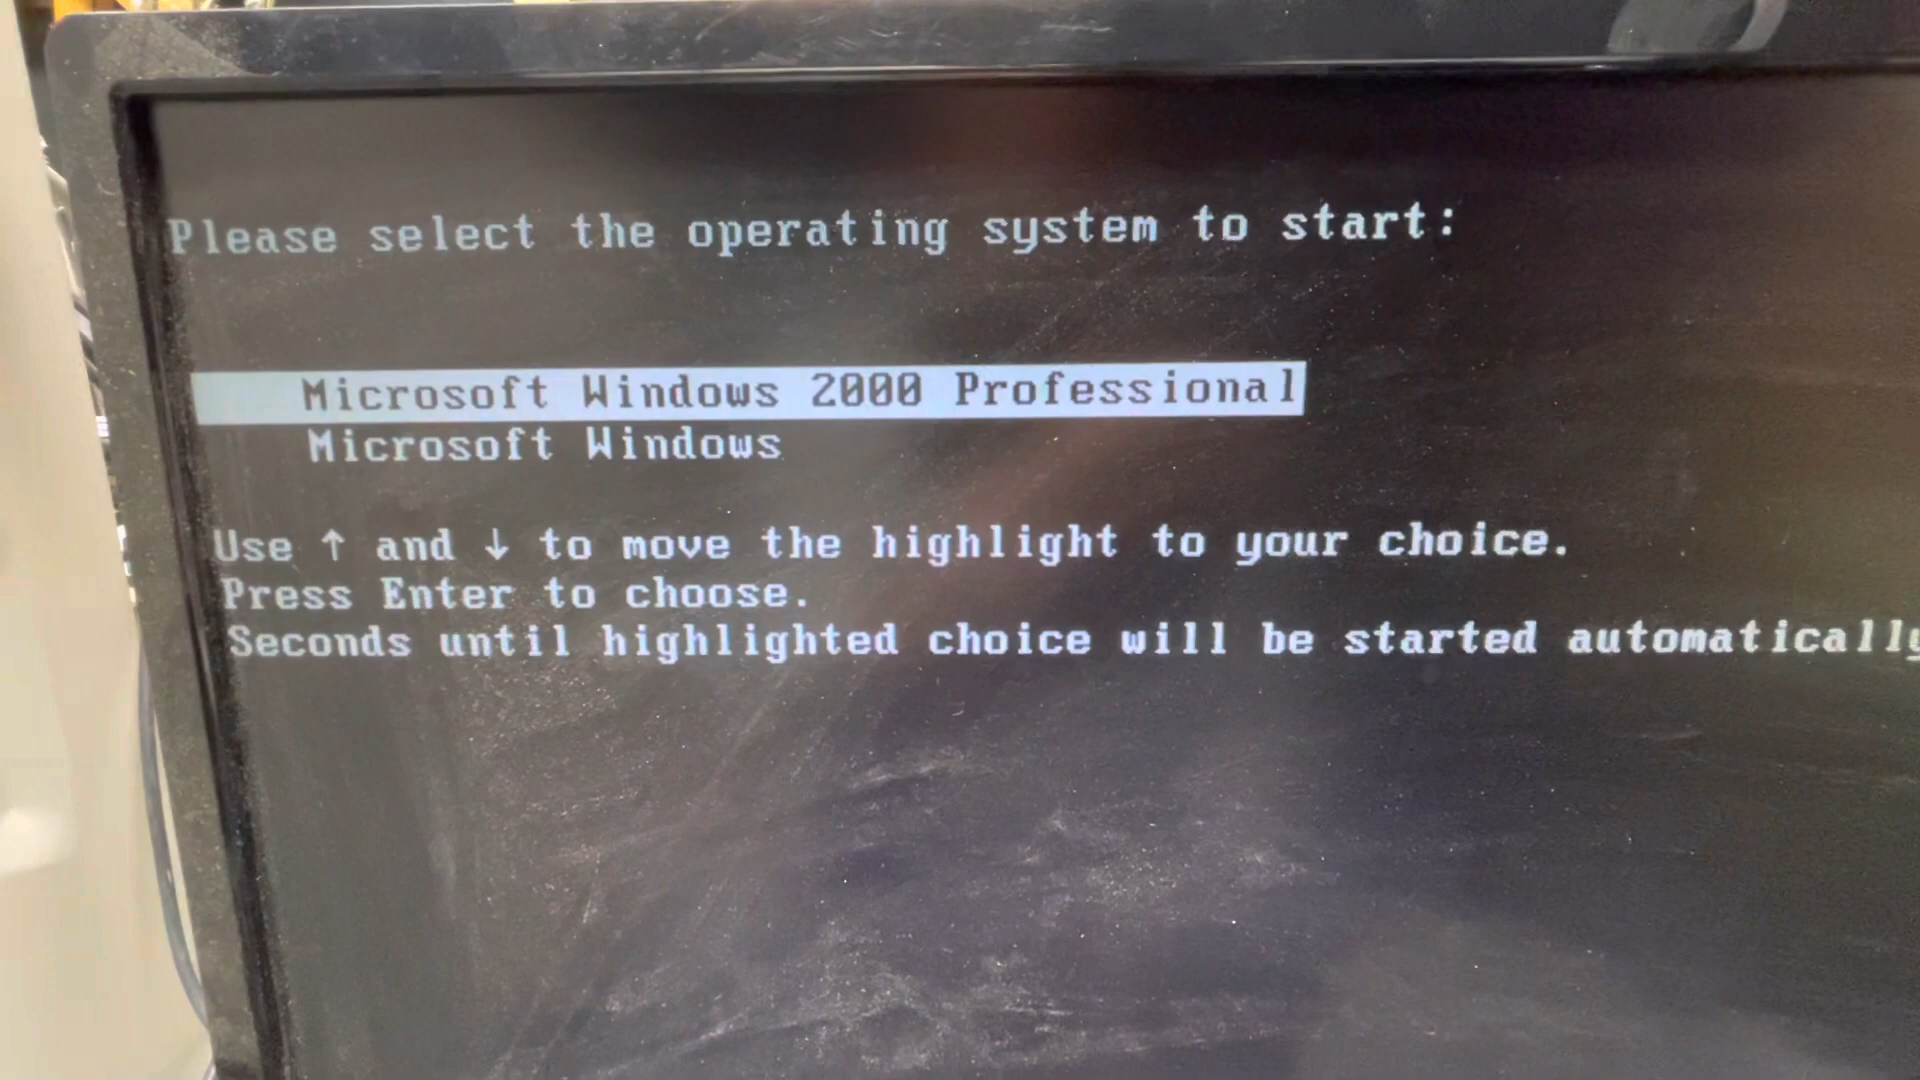 Please select the operating system to start:
Microsoft Windows 2000 Professional
Microsoft Windows
Use ↑ and ↓ to move the highlight to your choice.
Press Enter to choose.
Seconds until highlighted choice will be started automatically